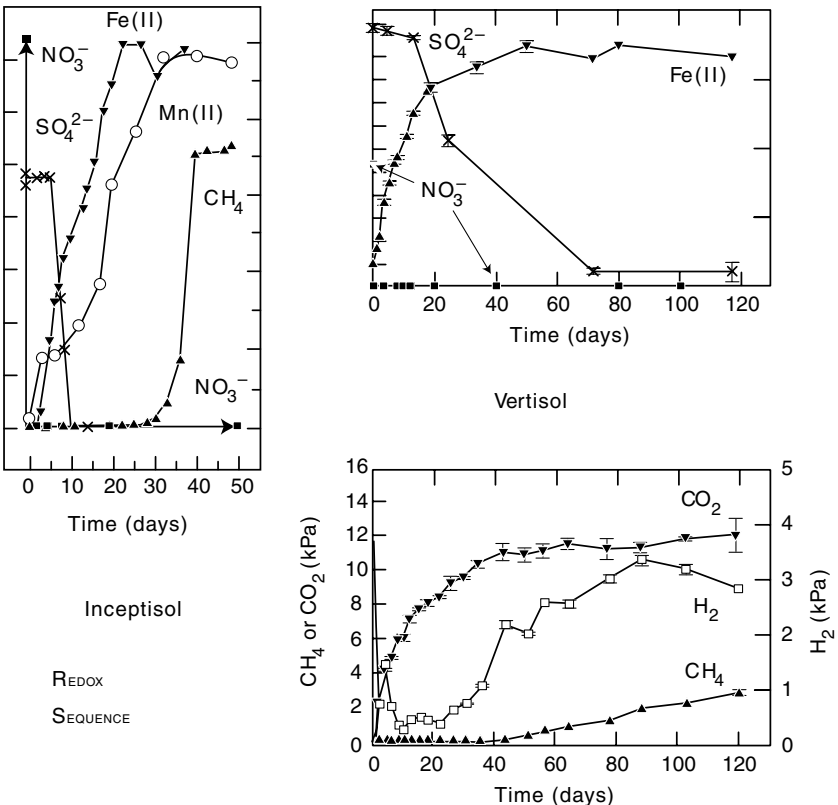 Fe(II)
NO₃⁻
Mn(II)
SO₄²⁻
CH₄
NO₃⁻
0 10 20 30 40 50
Time (days)
Inceptisol
REDOX
SEQUENCE
SO₄²⁻
Fe(II)
NO₃⁻
0 20 40 60 80 100 120
Time (days)
Vertisol
16
14
12
10
8
6
4
2
0
CH₄ or CO₂ (kPa)
CO₂
H₂
CH₄
5
4
3
2
1
0
H₂ (kPa)
0 20 40 60 80 100 120
Time (days)